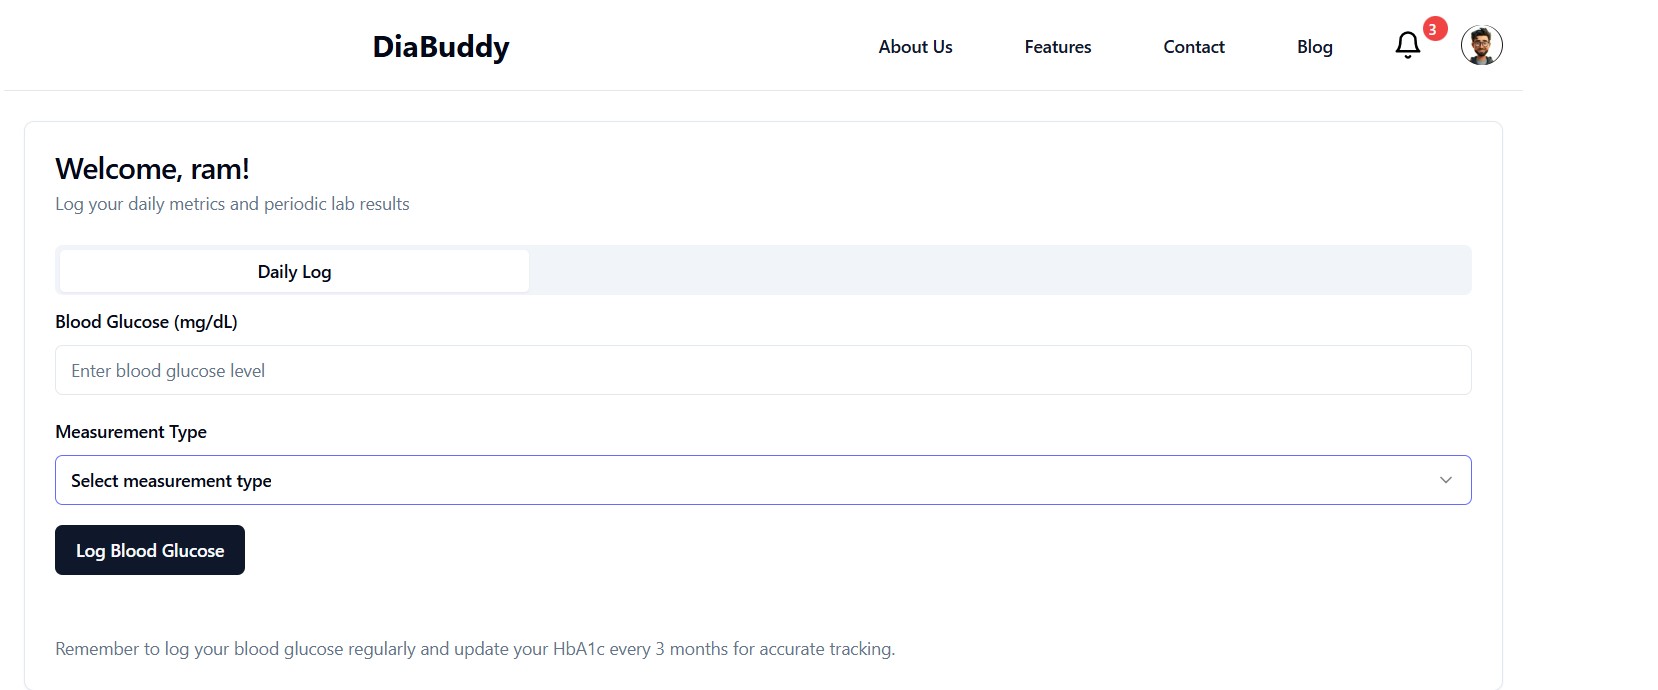 DiaBuddy About Us Features Contact Blog 3
Welcome, ram!
Log your daily metrics and periodic lab results
Daily Log
Blood Glucose (mg/dL)
Enter blood glucose level
Measurement Type
Select measurement type
Log Blood Glucose
Remember to log your blood glucose regularly and update your HbA1c every 3 months for accurate tracking.